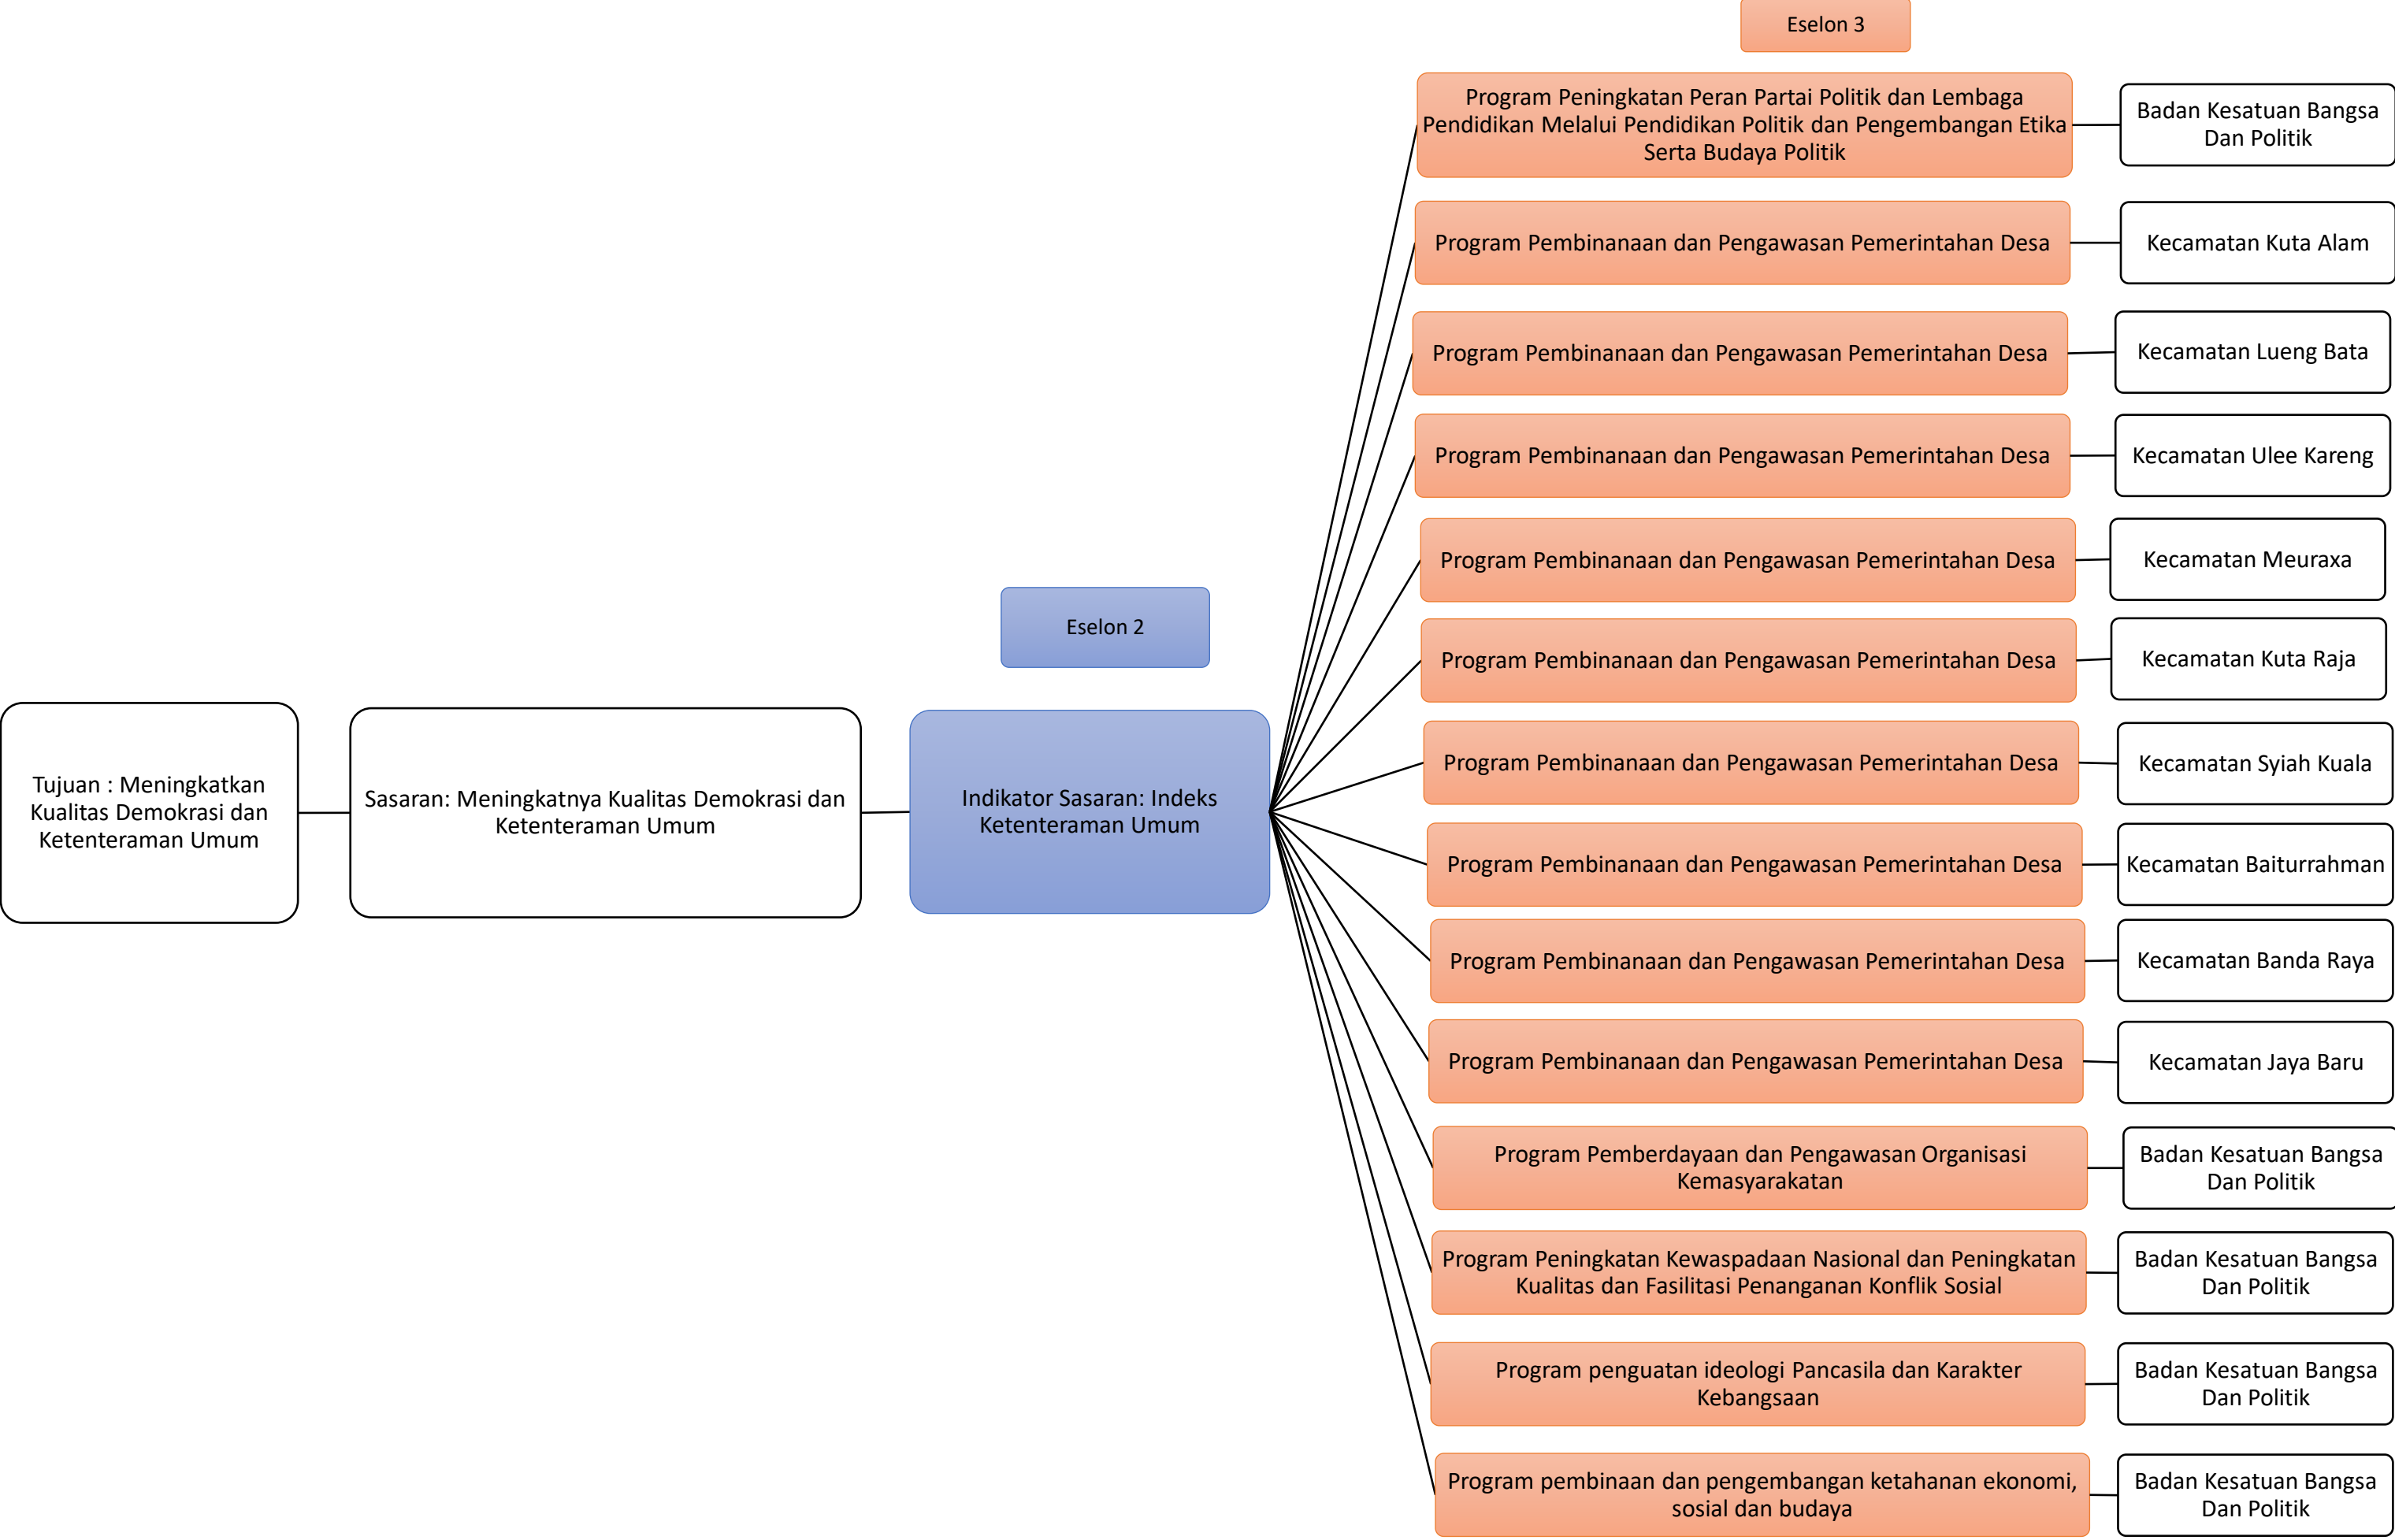 Eselon 3
Program Peningkatan Peran Partai Politik dan Lembaga
Pendidikan Melalui Pendidikan Politik dan Pengembangan Etika
Serta Budaya Politik
Badan Kesatuan Bangsa
Dan Politik
Program Pembinanaan dan Pengawasan Pemerintahan Desa
Kecamatan Kuta Alam
Program Pembinanaan dan Pengawasan Pemerintahan Desa
Kecamatan Lueng Bata
Program Pembinanaan dan Pengawasan Pemerintahan Desa
Kecamatan Ulee Kareng
Program Pembinanaan dan Pengawasan Pemerintahan Desa
Kecamatan Meuraxa
Eselon 2
Program Pembinanaan dan Pengawasan Pemerintahan Desa
Kecamatan Kuta Raja
Tujuan : Meningkatkan
Kualitas Demokrasi dan
Ketenteraman Umum
Sasaran: Meningkatnya Kualitas Demokrasi dan
Ketenteraman Umum
Indikator Sasaran: Indeks
Ketenteraman Umum
Program Pembinanaan dan Pengawasan Pemerintahan Desa
Kecamatan Syiah Kuala
Program Pembinanaan dan Pengawasan Pemerintahan Desa
Kecamatan Baiturrahman
Program Pembinanaan dan Pengawasan Pemerintahan Desa
Kecamatan Banda Raya
Program Pembinanaan dan Pengawasan Pemerintahan Desa
Kecamatan Jaya Baru
Program Pemberdayaan dan Pengawasan Organisasi
Kemasyarakatan
Badan Kesatuan Bangsa
Dan Politik
Program Peningkatan Kewaspadaan Nasional dan Peningkatan
Kualitas dan Fasilitasi Penanganan Konflik Sosial
Badan Kesatuan Bangsa
Dan Politik
Program penguatan ideologi Pancasila dan Karakter
Kebangsaan
Badan Kesatuan Bangsa
Dan Politik
Program pembinaan dan pengembangan ketahanan ekonomi,
sosial dan budaya
Badan Kesatuan Bangsa
Dan Politik